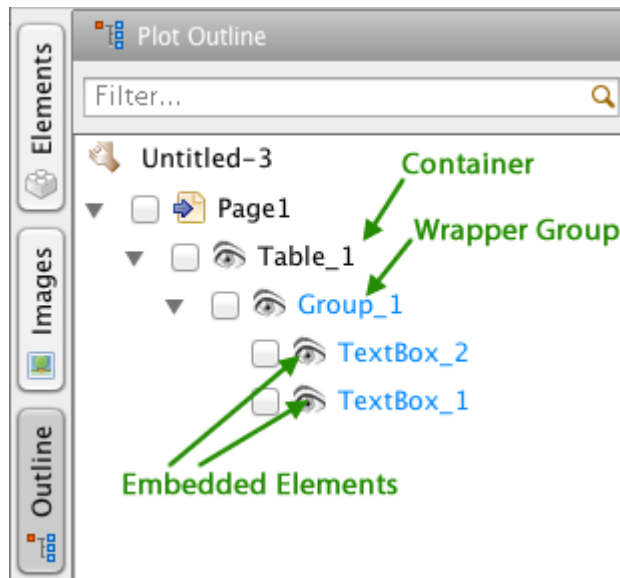 Elements
Images
Outline
Plot Outline
Filter...
Untitled-3
Container
Page1
Wrapper Group
Table_1
Group_1
TextBox_2
TextBox_1
Embedded Elements